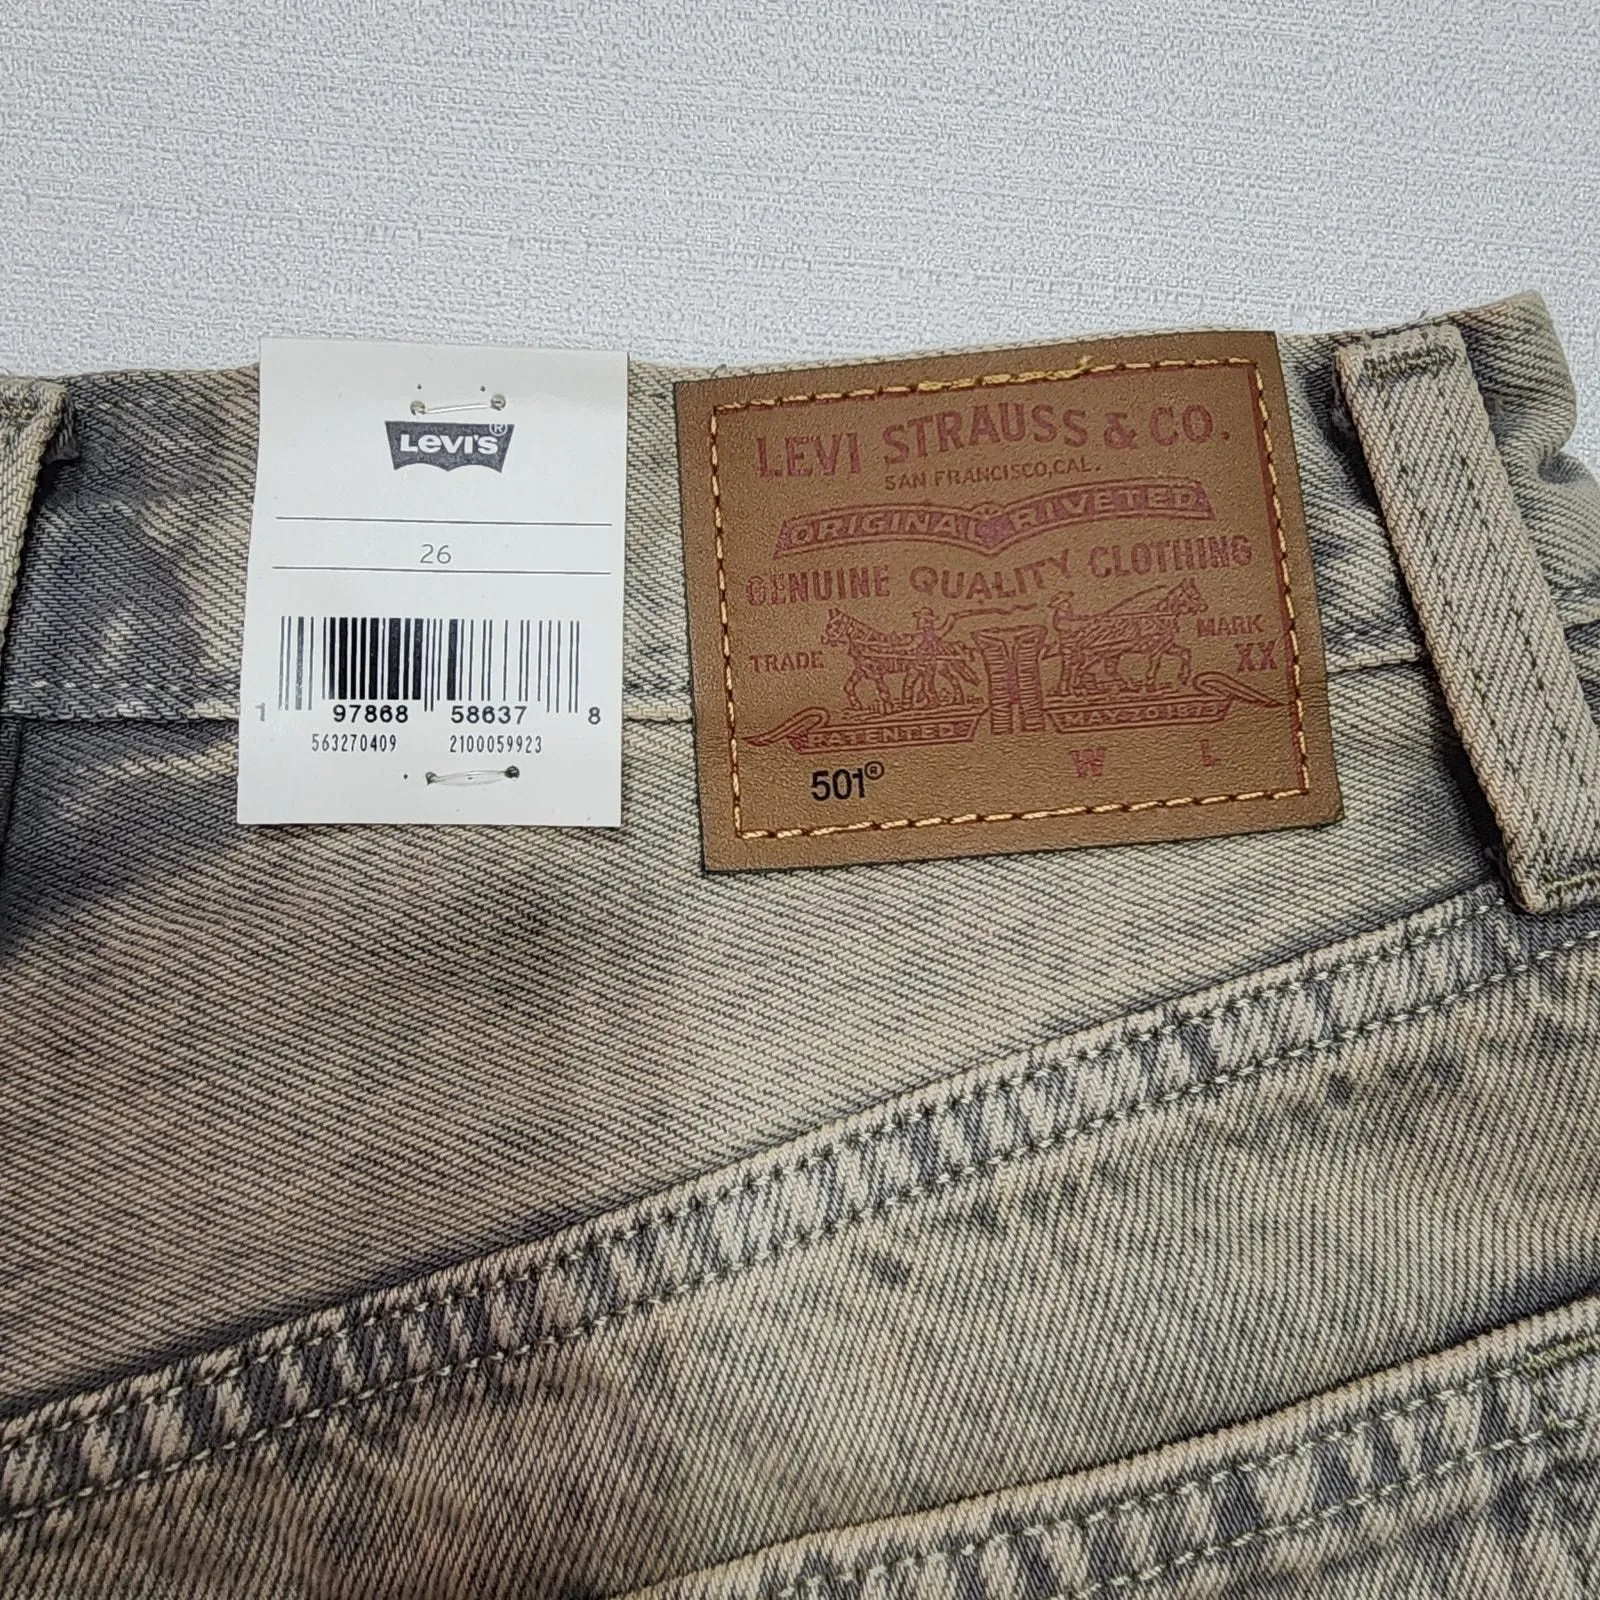 LEVI'S®
26
1 97868 58637 8
563270409 2100059923
LEVI STRAUSS & CO.
SAN FRANCISCO, CAL.
ORIGINAL RIVETED
GENUINE QUALITY CLOTHING
TRADE MARK
XX
PATENTED MAY 20 1873
501® W L